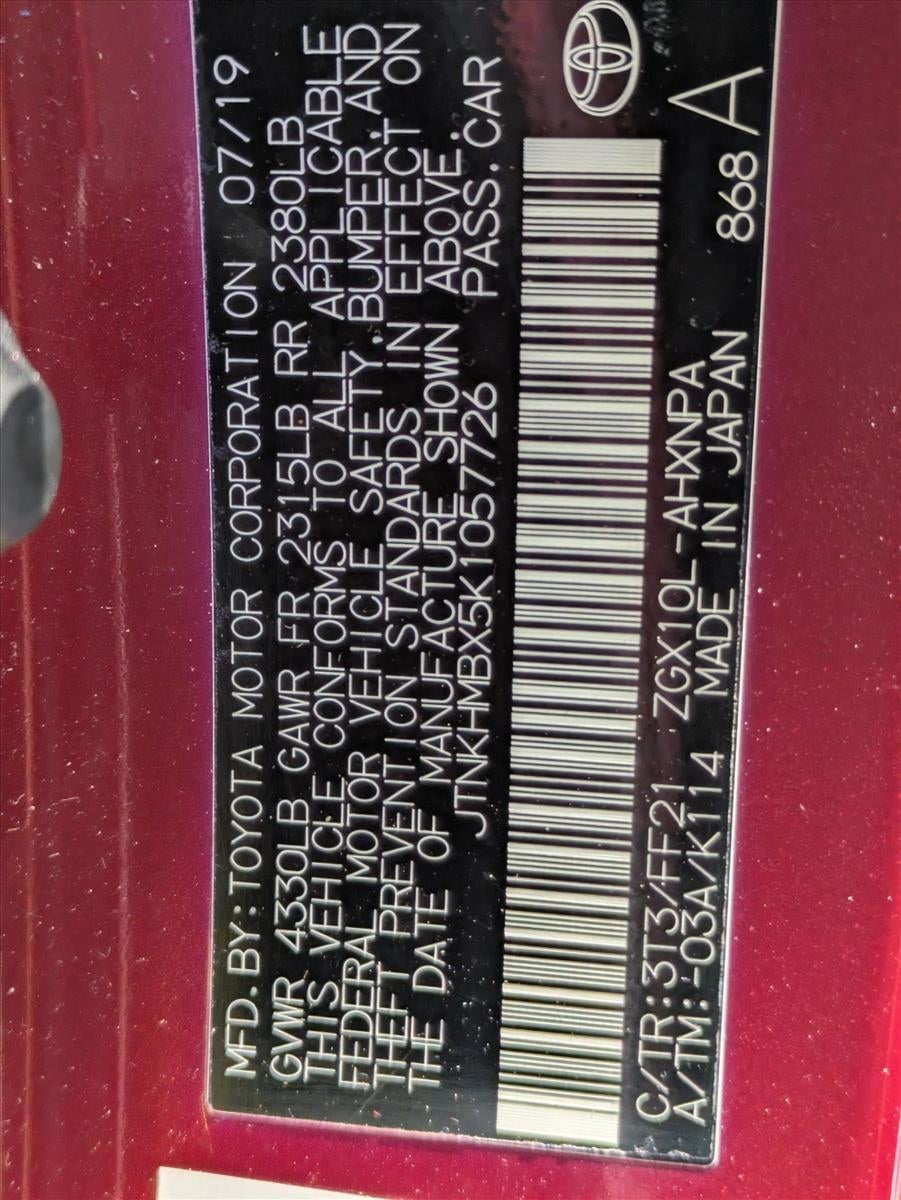 MFD.BY:TOYOTA MOTOR CORPORATION 07/19
GVWR 4330LB GAWR FR 2315LB RR 2380LB
THIS VEHICLE CONFORMS TO ALL APPLICABLE
FEDERAL MOTOR VEHICLE SAFETY,BUMPER,AND
THEFT PREVENTION STANDARDS IN EFFECT ON
THE DATE OF MANUFACTURE SHOWN ABOVE.
JTNKHMBX5K1057726 PASS.CAR
C/TR:3T3/FF21 ZGX10L-AHXNPA 868
A/TM:-03A/K114 MADE IN JAPAN A